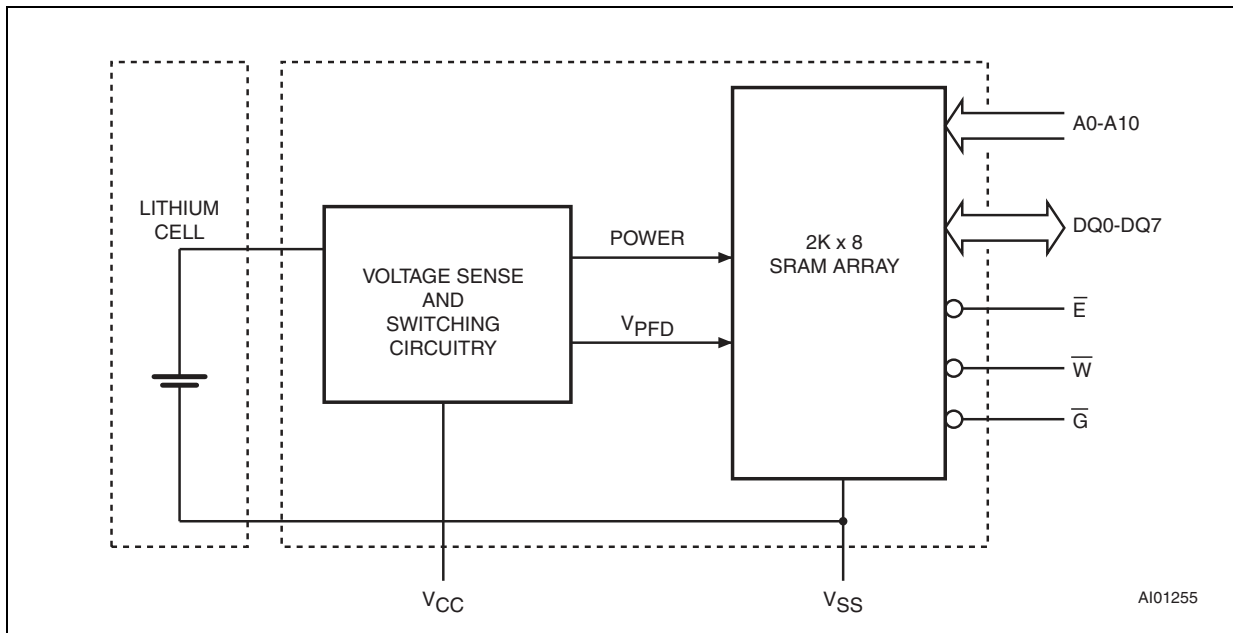 LITHIUM
CELL
VOLTAGE SENSE
AND
SWITCHING
CIRCUITRY
POWER
VPFD
2K x 8
SRAM ARRAY
A0-A10
DQ0-DQ7
E̅
W̅
G̅
VCC
VSS
AI01255